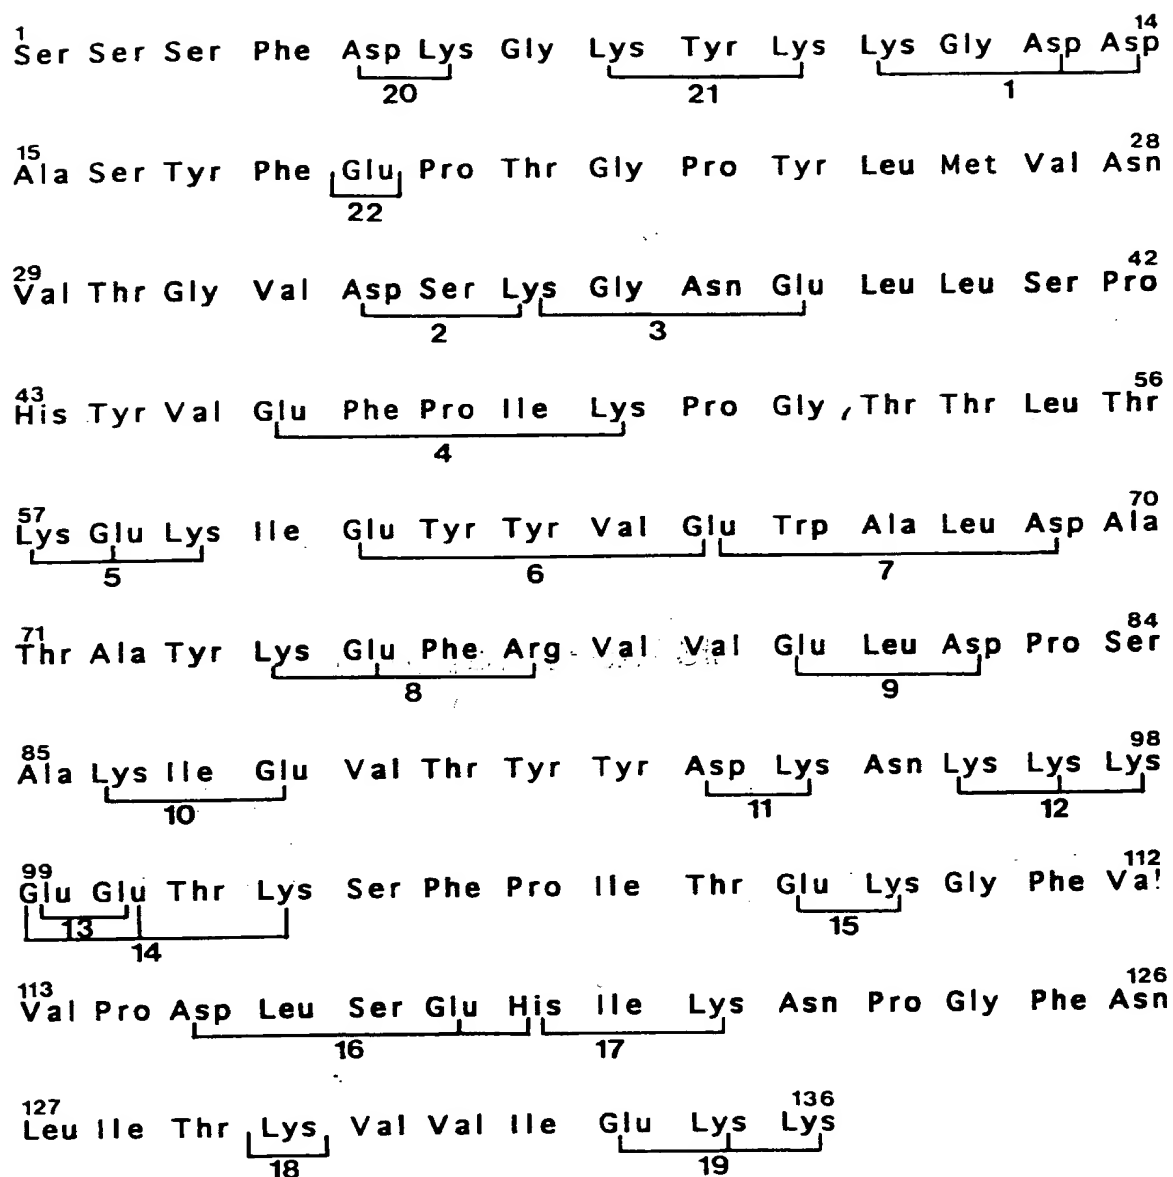 1 14
Ser Ser Ser Phe Asp Lys Gly Lys Tyr Lys Lys Gly Asp Asp
20 21 1
15 28
Ala Ser Tyr Phe Glu Pro Thr Gly Pro Tyr Leu Met Val Asn
22
29 42
Val Thr Gly Val Asp Ser Lys Gly Asn Glu Leu Leu Ser Pro
2 3
43 56
His Tyr Val Glu Phe Pro Ile Lys Pro Gly Thr Thr Leu Thr
4
57 70
Lys Glu Lys Ile Glu Tyr Tyr Val Glu Trp Ala Leu Asp Ala
5 6 7
71 84
Thr Ala Tyr Lys Glu Phe Arg Val Val Glu Leu Asp Pro Ser
8 9
85 98
Ala Lys Ile Glu Val Thr Tyr Tyr Asp Lys Asn Lys Lys Lys
10 11 12
99 112
Glu Glu Thr Lys Ser Phe Pro Ile Thr Glu Lys Gly Phe Val
13 14 15
113 126
Val Pro Asp Leu Ser Glu His Ile Lys Asn Pro Gly Phe Asn
16 17
127 136
Leu Ile Thr Lys Val Val Ile Glu Lys Lys
18 19